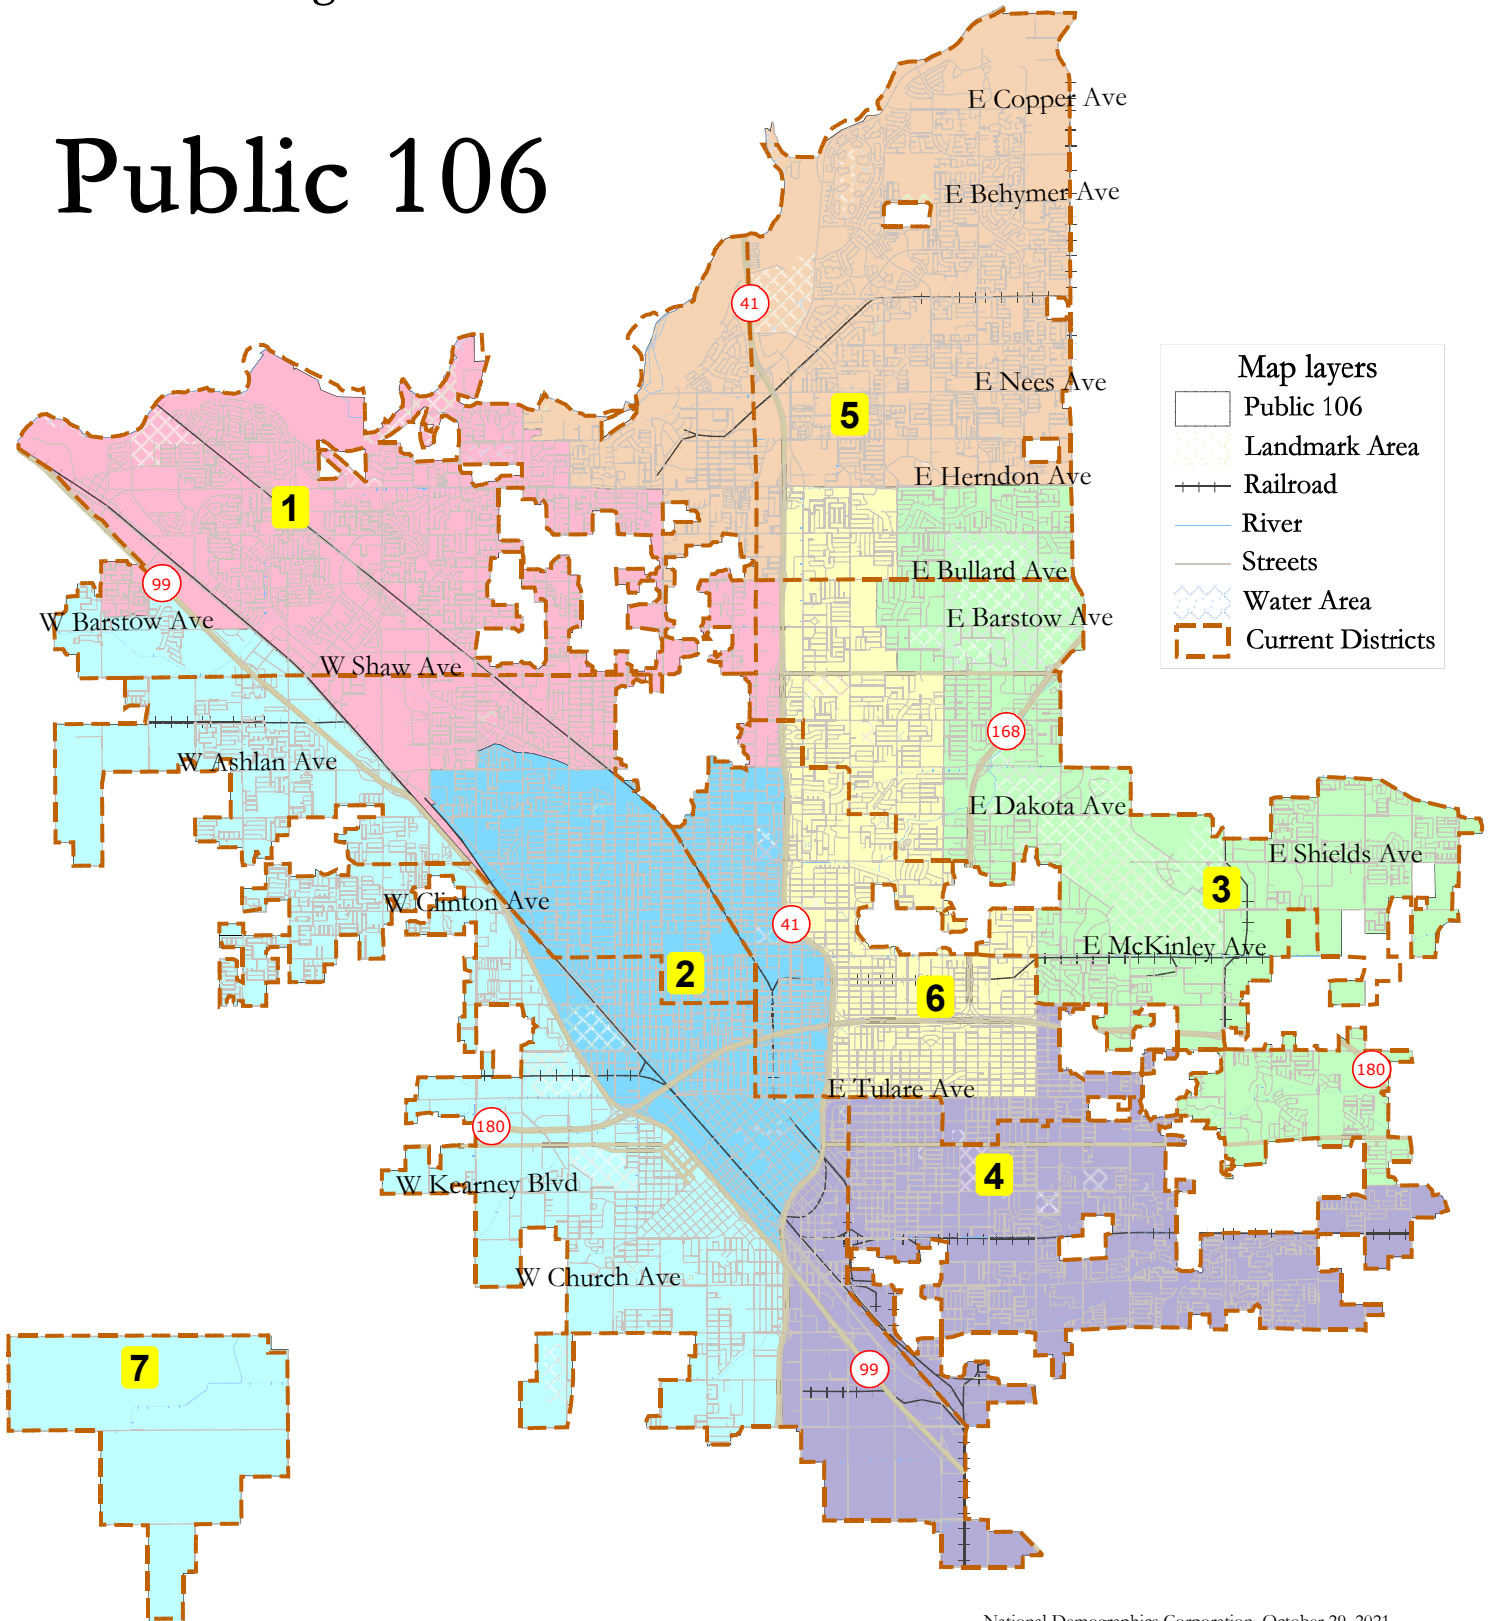 Public 106
E Copper Ave
E Behymer Ave
41
E Nees Ave
5
E Herndon Ave
Map layers
Public 106
Landmark Area
Railroad
River
Streets
Water Area
Current Districts
1
99
E Bullard Ave
W Barstow Ave
E Barstow Ave
W Shaw Ave
168
W Ashlan Ave
E Dakota Ave
E Shields Ave
3
W Clinton Ave
41
E McKinley Ave
2
6
180
E Tulare Ave
180
4
W Kearney Blvd
W Church Ave
7
99
National Demographics Corporation, October 29, 2021